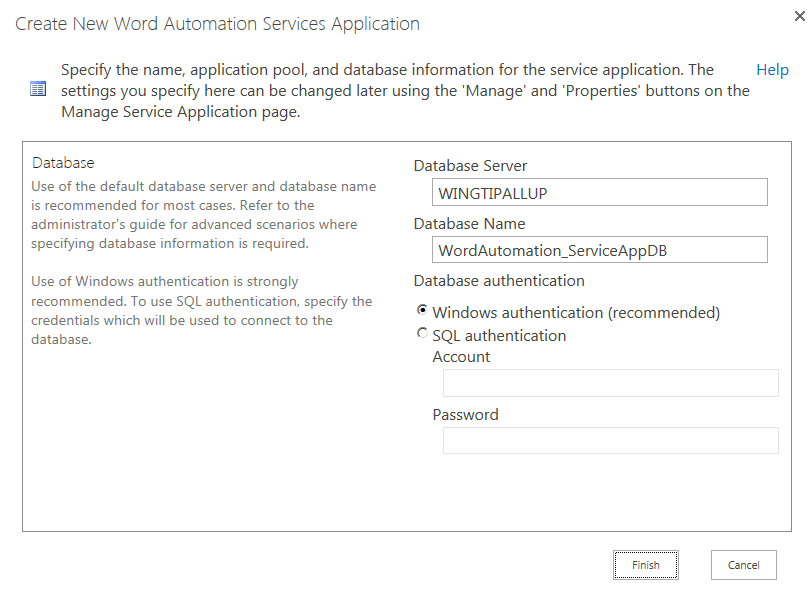 Create New Word Automation Services Application
Specify the name, application pool, and database information for the service application. The
settings you specify here can be changed later using the 'Manage' and 'Properties' buttons on the
Manage Service Application page.
Help
Database
Use of the default database server and database name
is recommended for most cases. Refer to the
administrator's guide for advanced scenarios where
specifying database information is required.
Use of Windows authentication is strongly
recommended. To use SQL authentication, specify the
credentials which will be used to connect to the
database.
Database Server
WINGTIPALLUP
Database Name
WordAutomation_ServiceAppDB
Database authentication
Windows authentication (recommended)
SQL authentication
Account
Password
Finish
Cancel